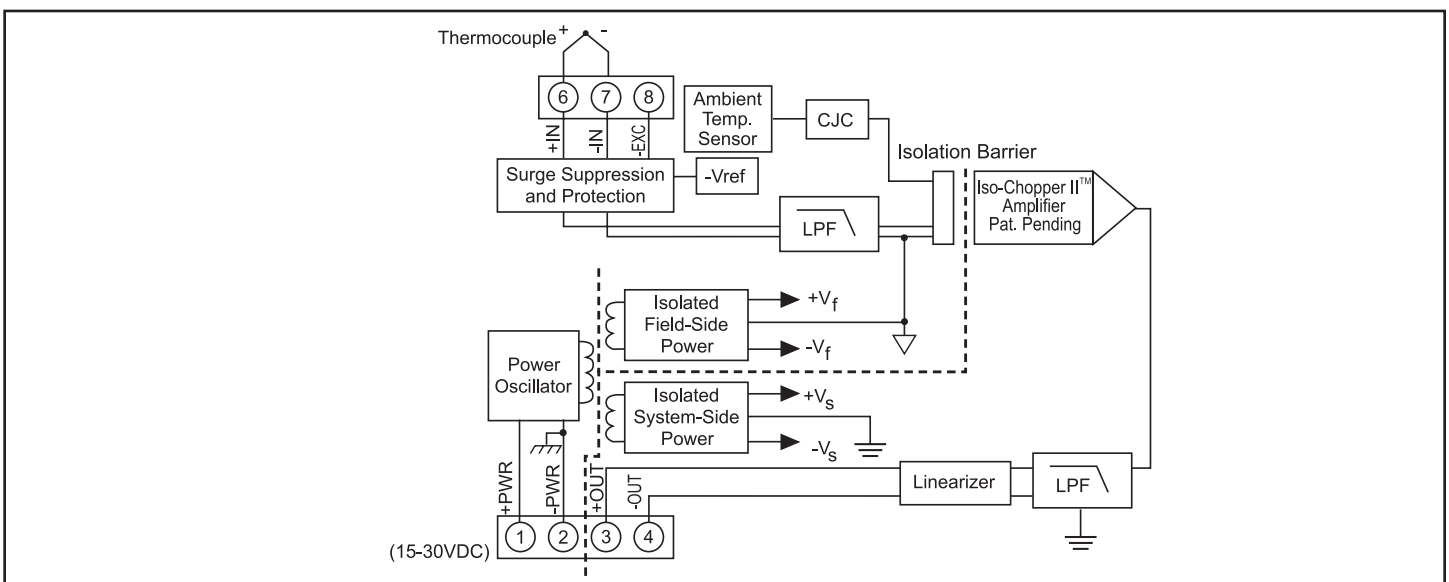 Thermocouple + -
6 7 8
+IN
-IN
-EXC
Ambient
Temp.
Sensor
CJC
Isolation Barrier
Surge Suppression
and Protection
-Vref
Iso-Chopper II™
Amplifier
Pat. Pending
LPF
Isolated
Field-Side
Power
+Vf
-Vf
Power
Oscillator
Isolated
System-Side
Power
+Vs
-Vs
+PWR
-PWR
+OUT
-OUT
Linearizer
LPF
(15-30VDC)
1 2 3 4